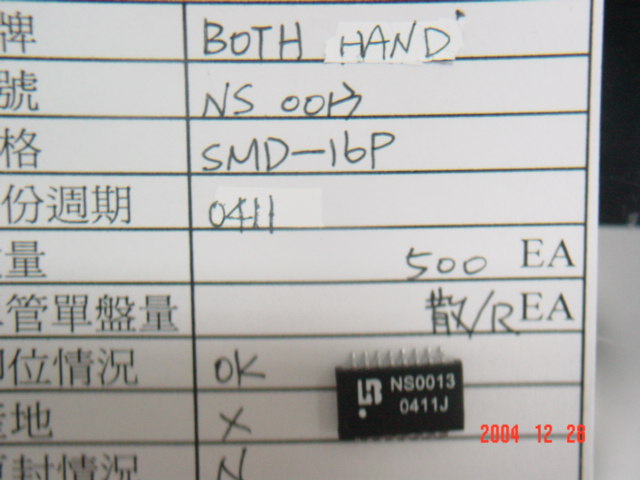 牌 BOTH HAND
號 NS 0013
格 SMD-16P
份週期 0411
量 500 EA
管單盤量 散/R EA
位情況 OK
地 X
封情況 N
NS0013
0411J
2004 12 28